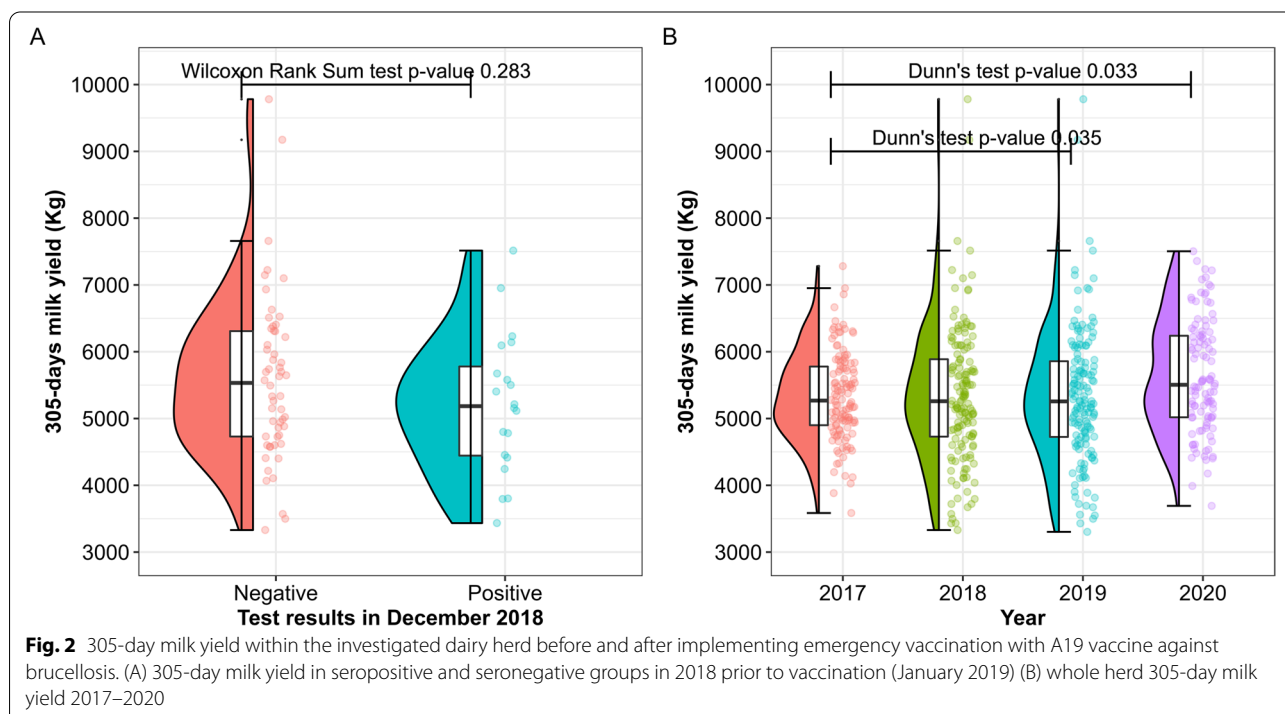 A
Wilcoxon Rank Sum test p-value 0.283
10000
9000
8000
7000
6000
5000
4000
3000
305-days milk yield (Kg)
Negative
Positive
Test results in December 2018
B
Dunn's test p-value 0.033
Dunn's test p-value 0.035
10000
9000
8000
7000
6000
5000
4000
3000
305-days milk yield (Kg)
2017
2018
2019
2020
Year
Fig. 2 305-day milk yield within the investigated dairy herd before and after implementing emergency vaccination with A19 vaccine against
brucellosis. (A) 305-day milk yield in seropositive and seronegative groups in 2018 prior to vaccination (January 2019) (B) whole herd 305-day milk
yield 2017–2020